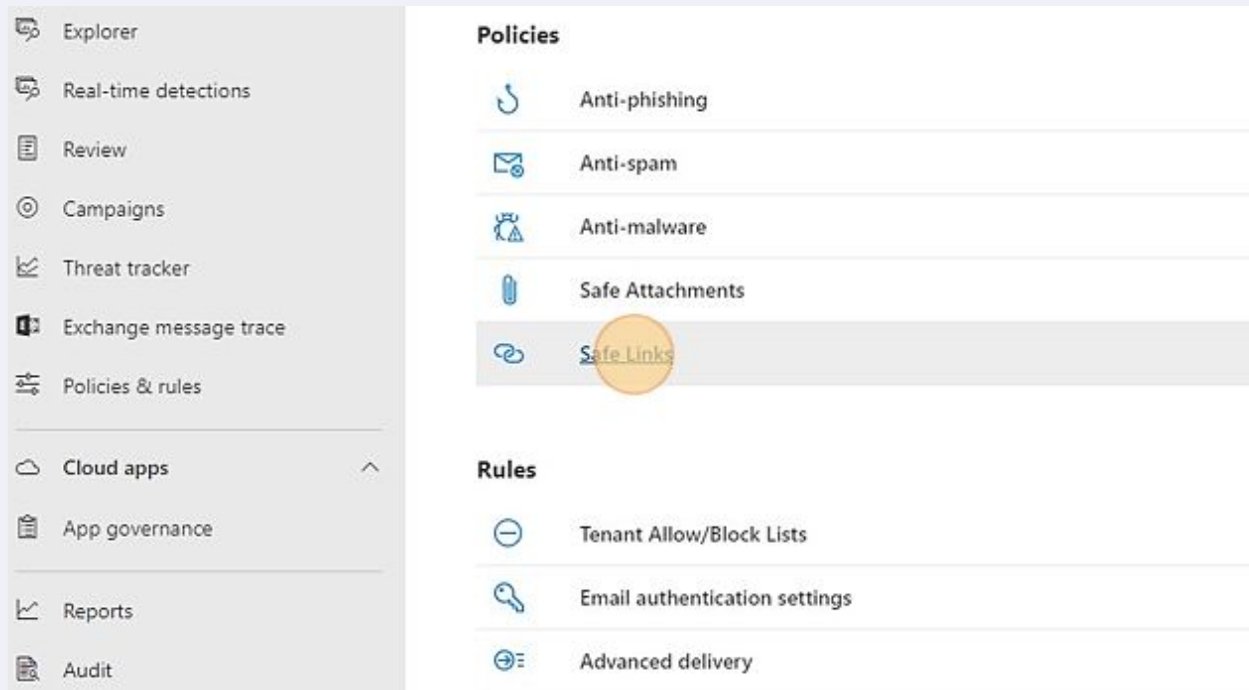 Explorer
Real-time detections
Review
Campaigns
Threat tracker
Exchange message trace
Policies & rules
Cloud apps
App governance
Reports
Audit
Policies
Anti-phishing
Anti-spam
Anti-malware
Safe Attachments
Safe Links
Rules
Tenant Allow/Block Lists
Email authentication settings
Advanced delivery